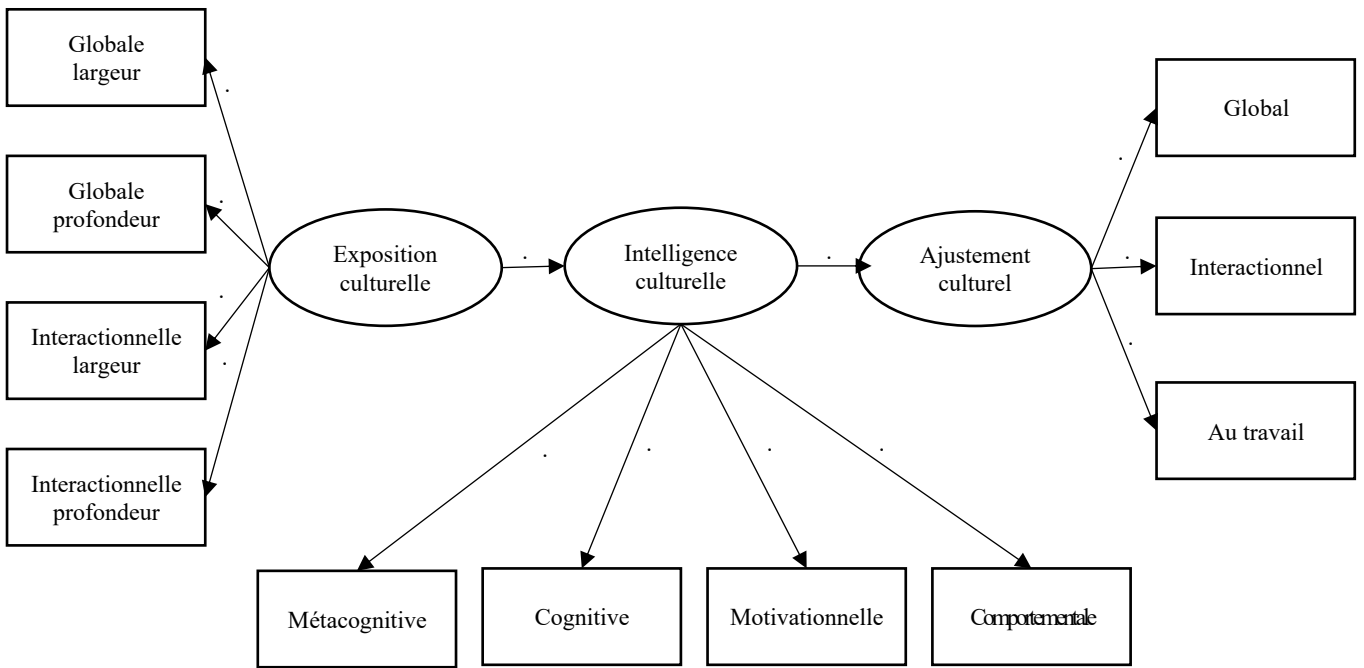 Globale
largeur
Globale
profondeur
Interactionnelle
largeur
Interactionnelle
profondeur
Exposition
culturelle
Intelligence
culturelle
Ajustement
culturel
Global
Interactionnel
Au travail
Métacognitive
Cognitive
Motivationnelle
Comportementale